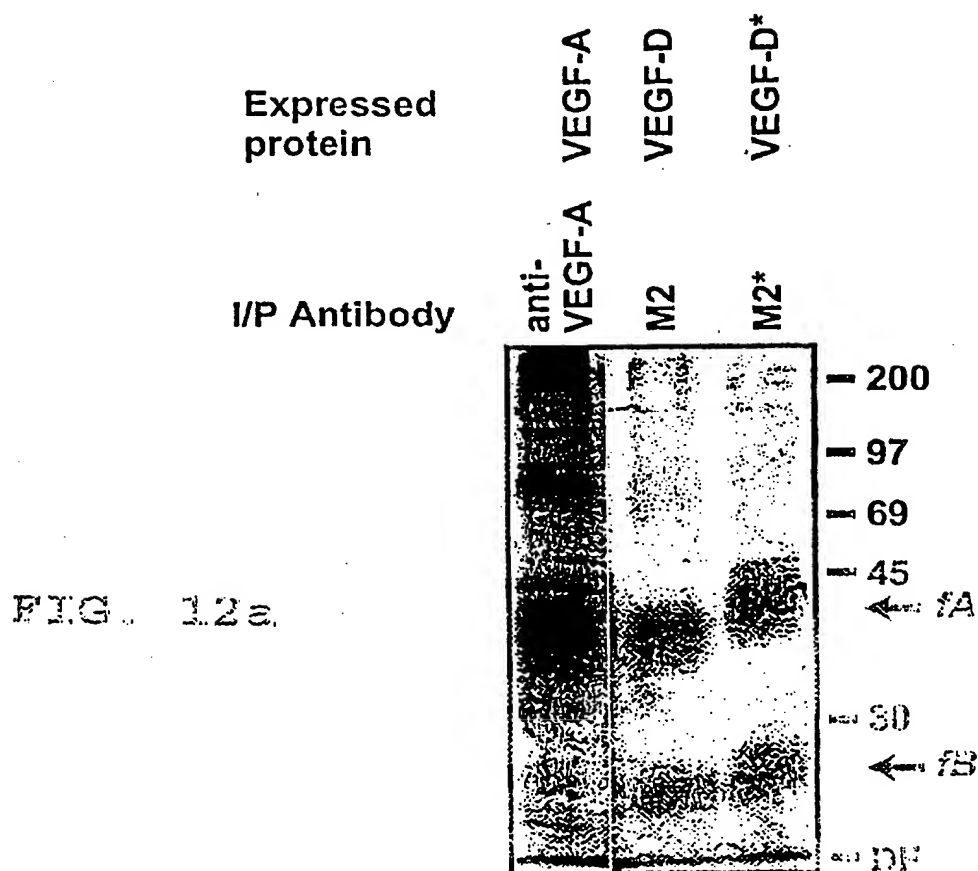 Expressed
protein
VEGF-A
VEGF-D
VEGF-D*
I/P Antibody
anti-
VEGF-A
M2
M2*
200
97
69
45
fA
30
fB
DF
FIG. 12a